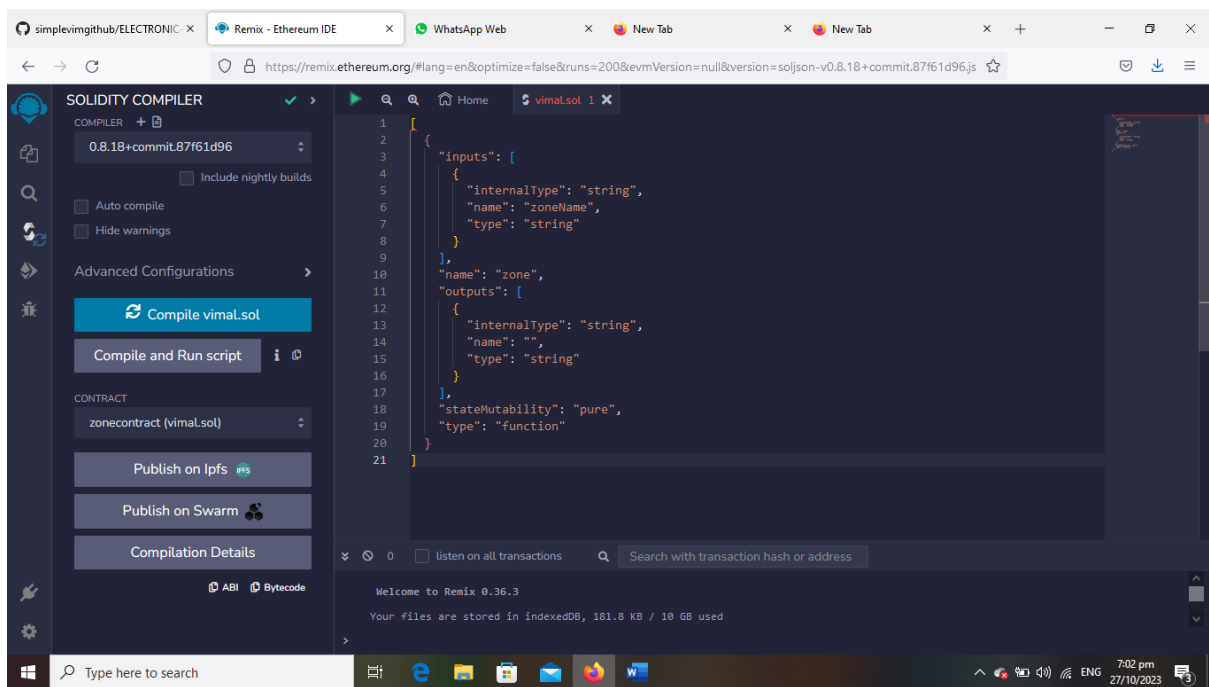 simplevimgithub/ELECTRONIC-
Remix - Ethereum IDE
WhatsApp Web
New Tab
New Tab
https://remix.ethereum.org/#lang=en&optimize=false&runs=200&evmVersion=null&version=soljson-v0.8.18+commit.87f61d96.js
SOLIDITY COMPILER
COMPILER
0.8.18+commit.87f61d96
Include nightly builds
Auto compile
Hide warnings
Advanced Configurations
Compile vimal.sol
Compile and Run script
CONTRACT
zonecontract (vimal.sol)
Publish on Ipfs IPFS
Publish on Swarm
Compilation Details
ABI Bytecode
Home vimal.sol 1
1 [
2 {
3 "inputs": [
4 {
5 "internalType": "string",
6 "name": "zoneName",
7 "type": "string"
8 }
9 ],
10 "name": "zone",
11 "outputs": [
12 {
13 "internalType": "string",
14 "name": "",
15 "type": "string"
16 }
17 ],
18 "stateMutability": "pure",
19 "type": "function"
20 }
21 ]
0 listen on all transactions Search with transaction hash or address
Welcome to Remix 0.36.3
Your files are stored in indexedDB, 181.8 KB / 10 GB used
>
Type here to search
ENG
7:02 pm
27/10/2023
3